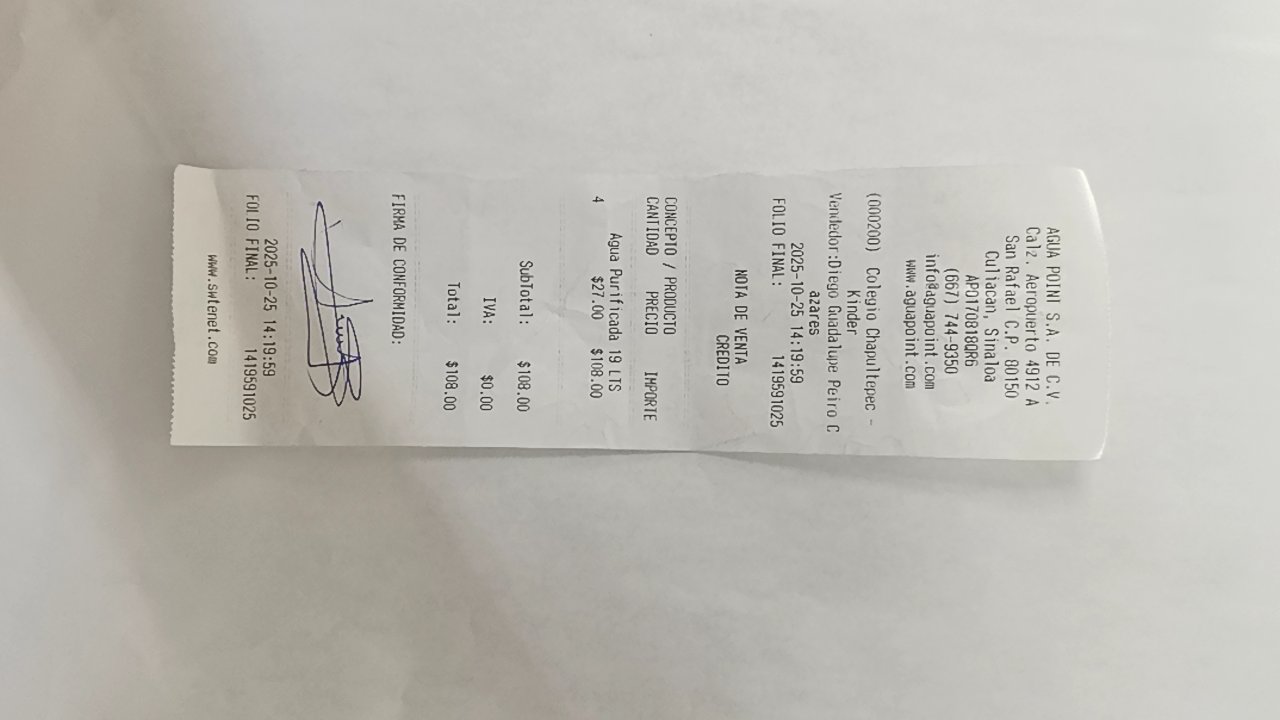 AGUA POINT S.A. DE C.V.
Calz. Aeropuerto 4912 A
San Rafael C.P. 80150
Culiacan, Sinaloa
APO170818QR6
(667) 744-9350
info@aguapoint.com
www.aguapoint.com
(000200) Colegio Chapultepec -
Kinder
Vendedor:Diego Guadalupe Peiro C
azares
2025-10-25 14:19:59
FOLIO FINAL: 1419591025
NOTA DE VENTA
CREDITO
CONCEPTO / PRODUCTO
CANTIDAD PRECIO IMPORTE
Agua Purificada 19 LTS
4 $27.00 $108.00
SubTotal: $108.00
IVA: $0.00
Total: $108.00
FIRMA DE CONFORMIDAD:
2025-10-25 14:19:59
FOLIO FINAL: 1419591025
www.swfenet.com